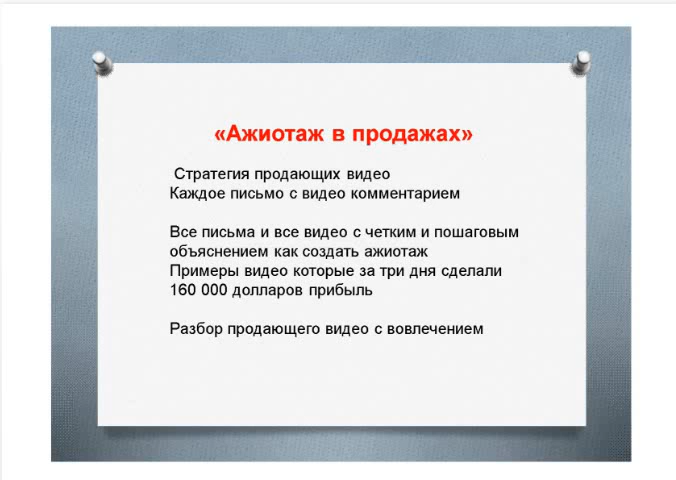 «Ажиотаж в продажах»
Стратегия продающих видео
Каждое письмо с видео комментарием
Все письма и все видео с четким и пошаговым
объяснением как создать ажиотаж
Примеры видео которые за три дня сделали
160 000 долларов прибыль
Разбор продающего видео с вовлечением